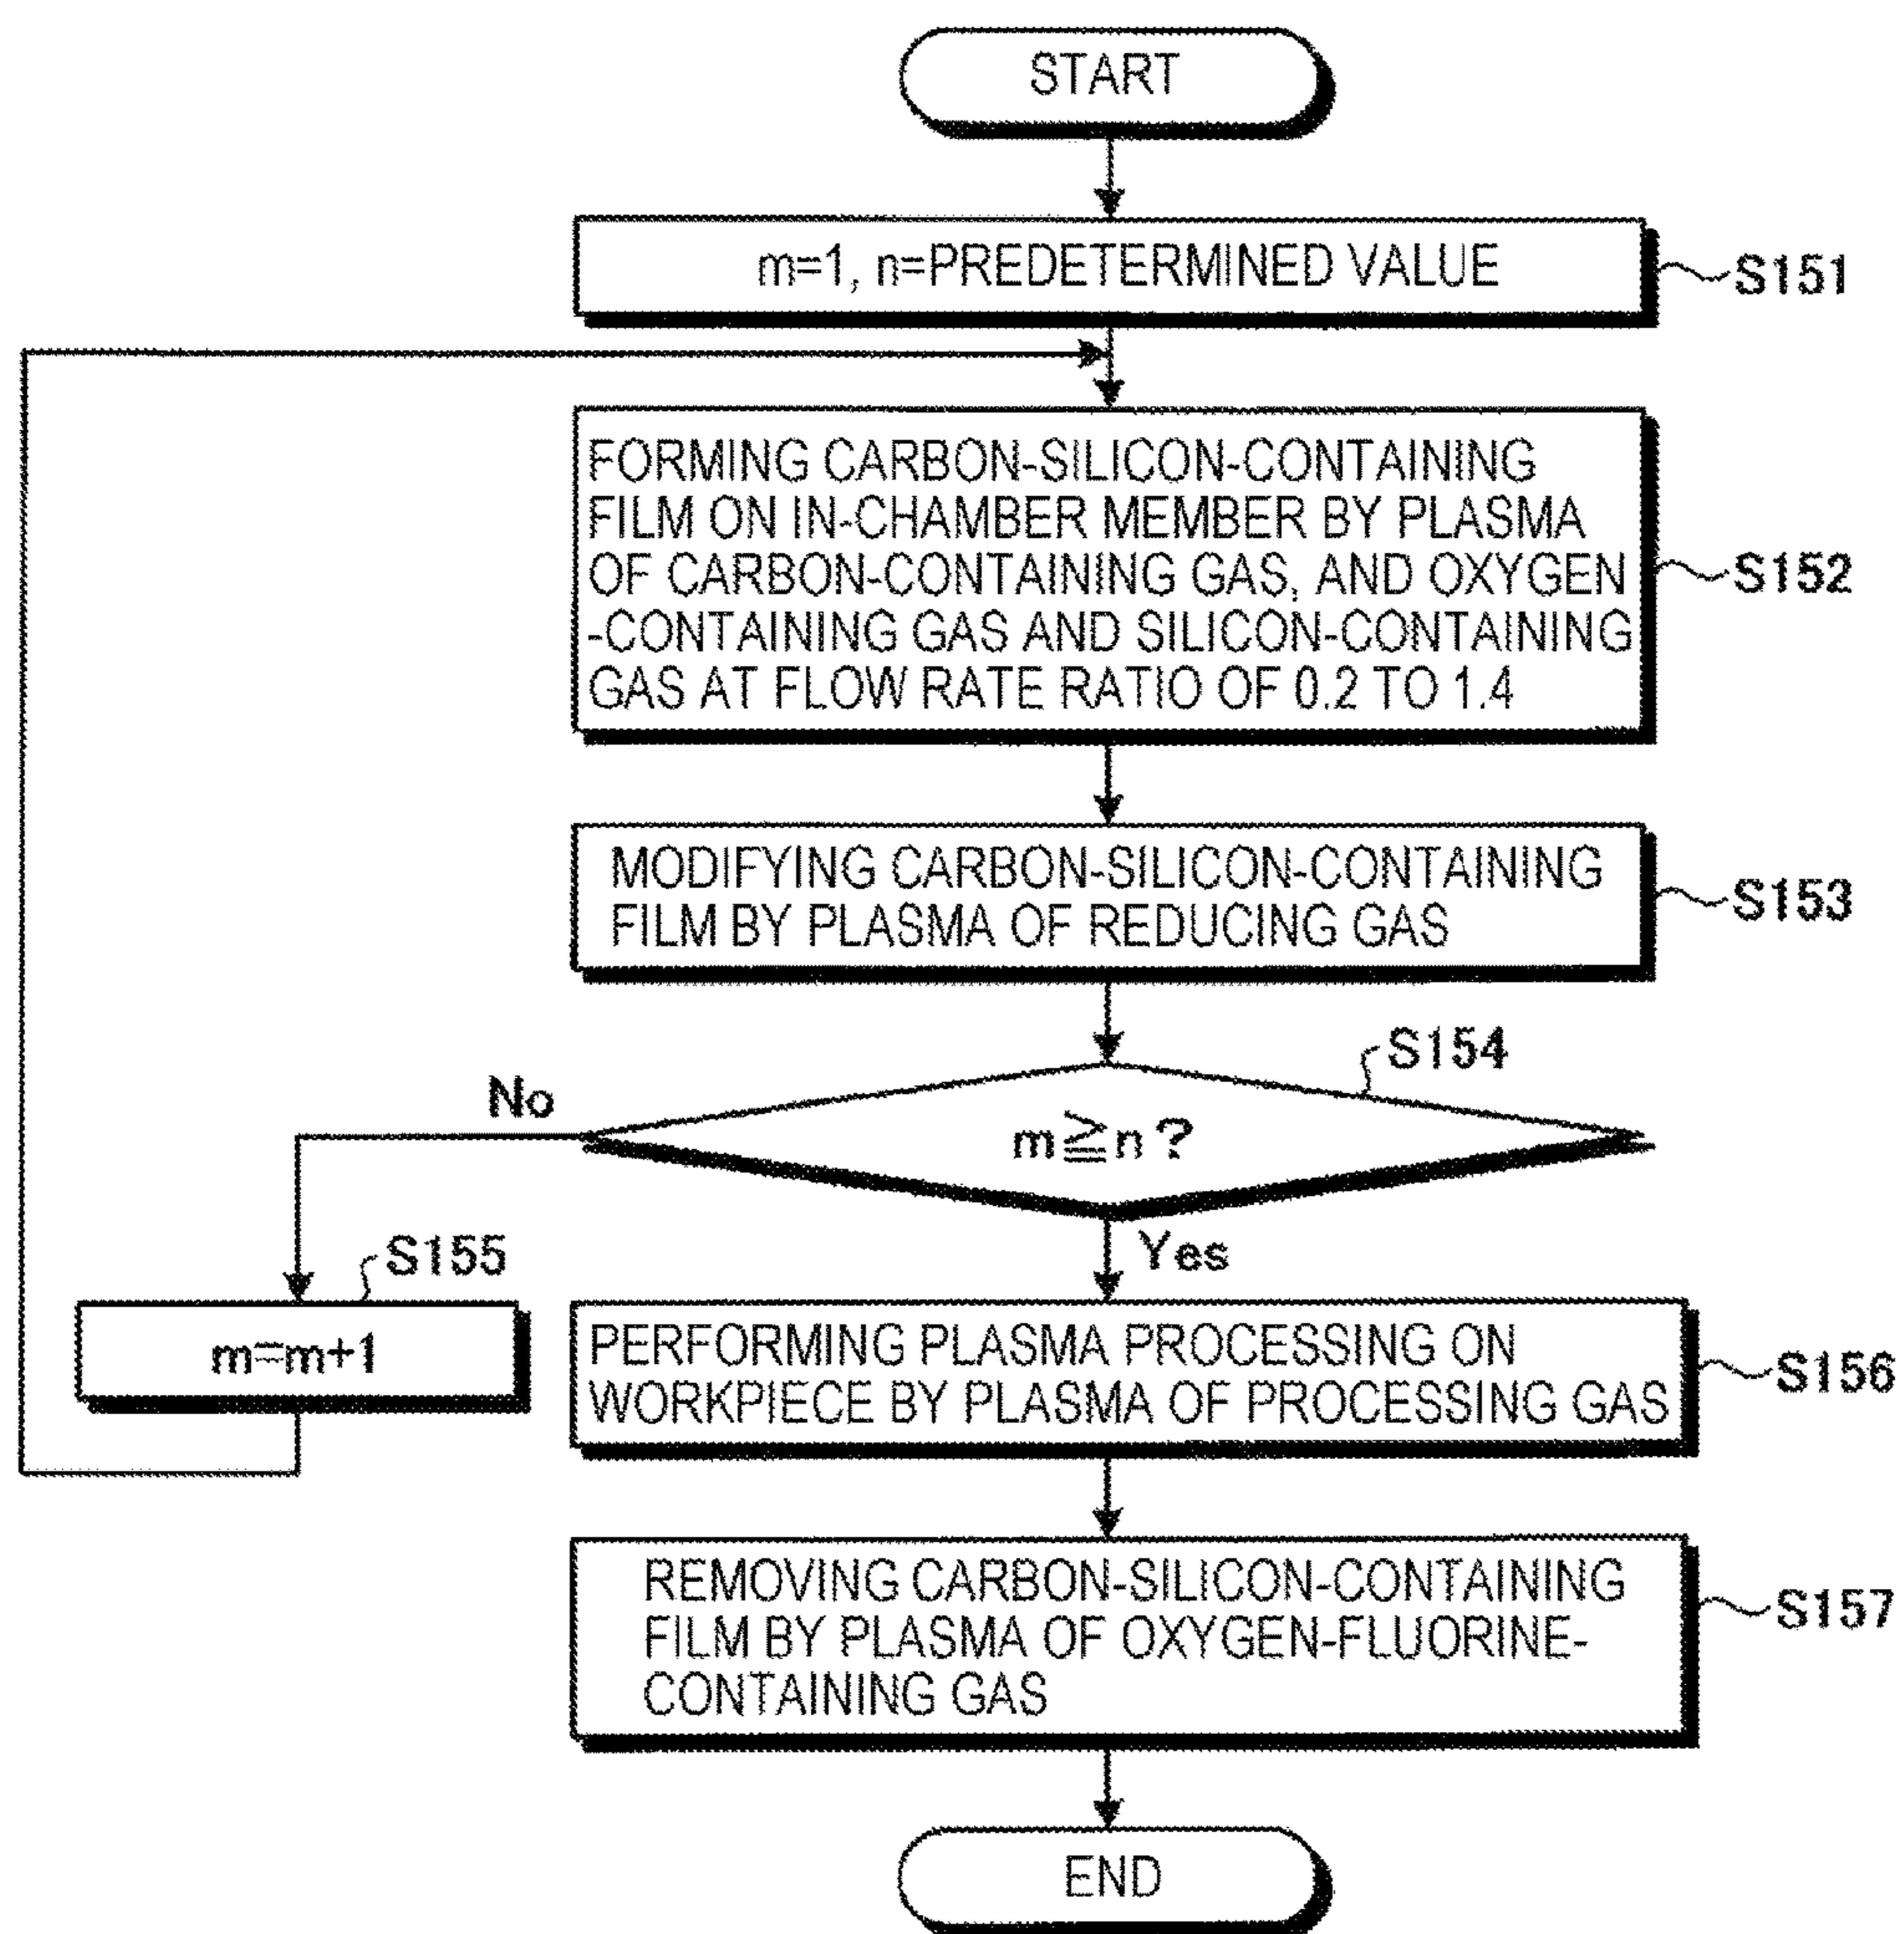 START
m=1, n=PREDETERMINED VALUE
S151
FORMING CARBON-SILICON-CONTAINING
FILM ON IN-CHAMBER MEMBER BY PLASMA
OF CARBON-CONTAINING GAS, AND OXYGEN
-CONTAINING GAS AND SILICON-CONTAINING
GAS AT FLOW RATE RATIO OF 0.2 TO 1.4
S152
MODIFYING CARBON-SILICON-CONTAINING
FILM BY PLASMA OF REDUCING GAS
S153
S154
m≧n?
No
Yes
S155
m=m+1
PERFORMING PLASMA PROCESSING ON
WORKPIECE BY PLASMA OF PROCESSING GAS
S156
REMOVING CARBON-SILICON-CONTAINING
FILM BY PLASMA OF OXYGEN-FLUORINE-
CONTAINING GAS
S157
END